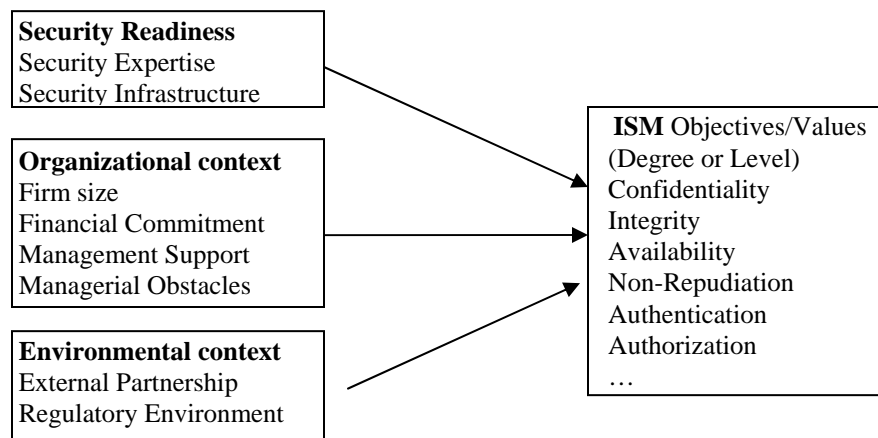 Security Readiness
Security Expertise
Security Infrastructure
Organizational context
Firm size
Financial Commitment
Management Support
Managerial Obstacles
Environmental context
External Partnership
Regulatory Environment
ISM Objectives/Values
(Degree or Level)
Confidentiality
Integrity
Availability
Non-Repudiation
Authentication
Authorization
…